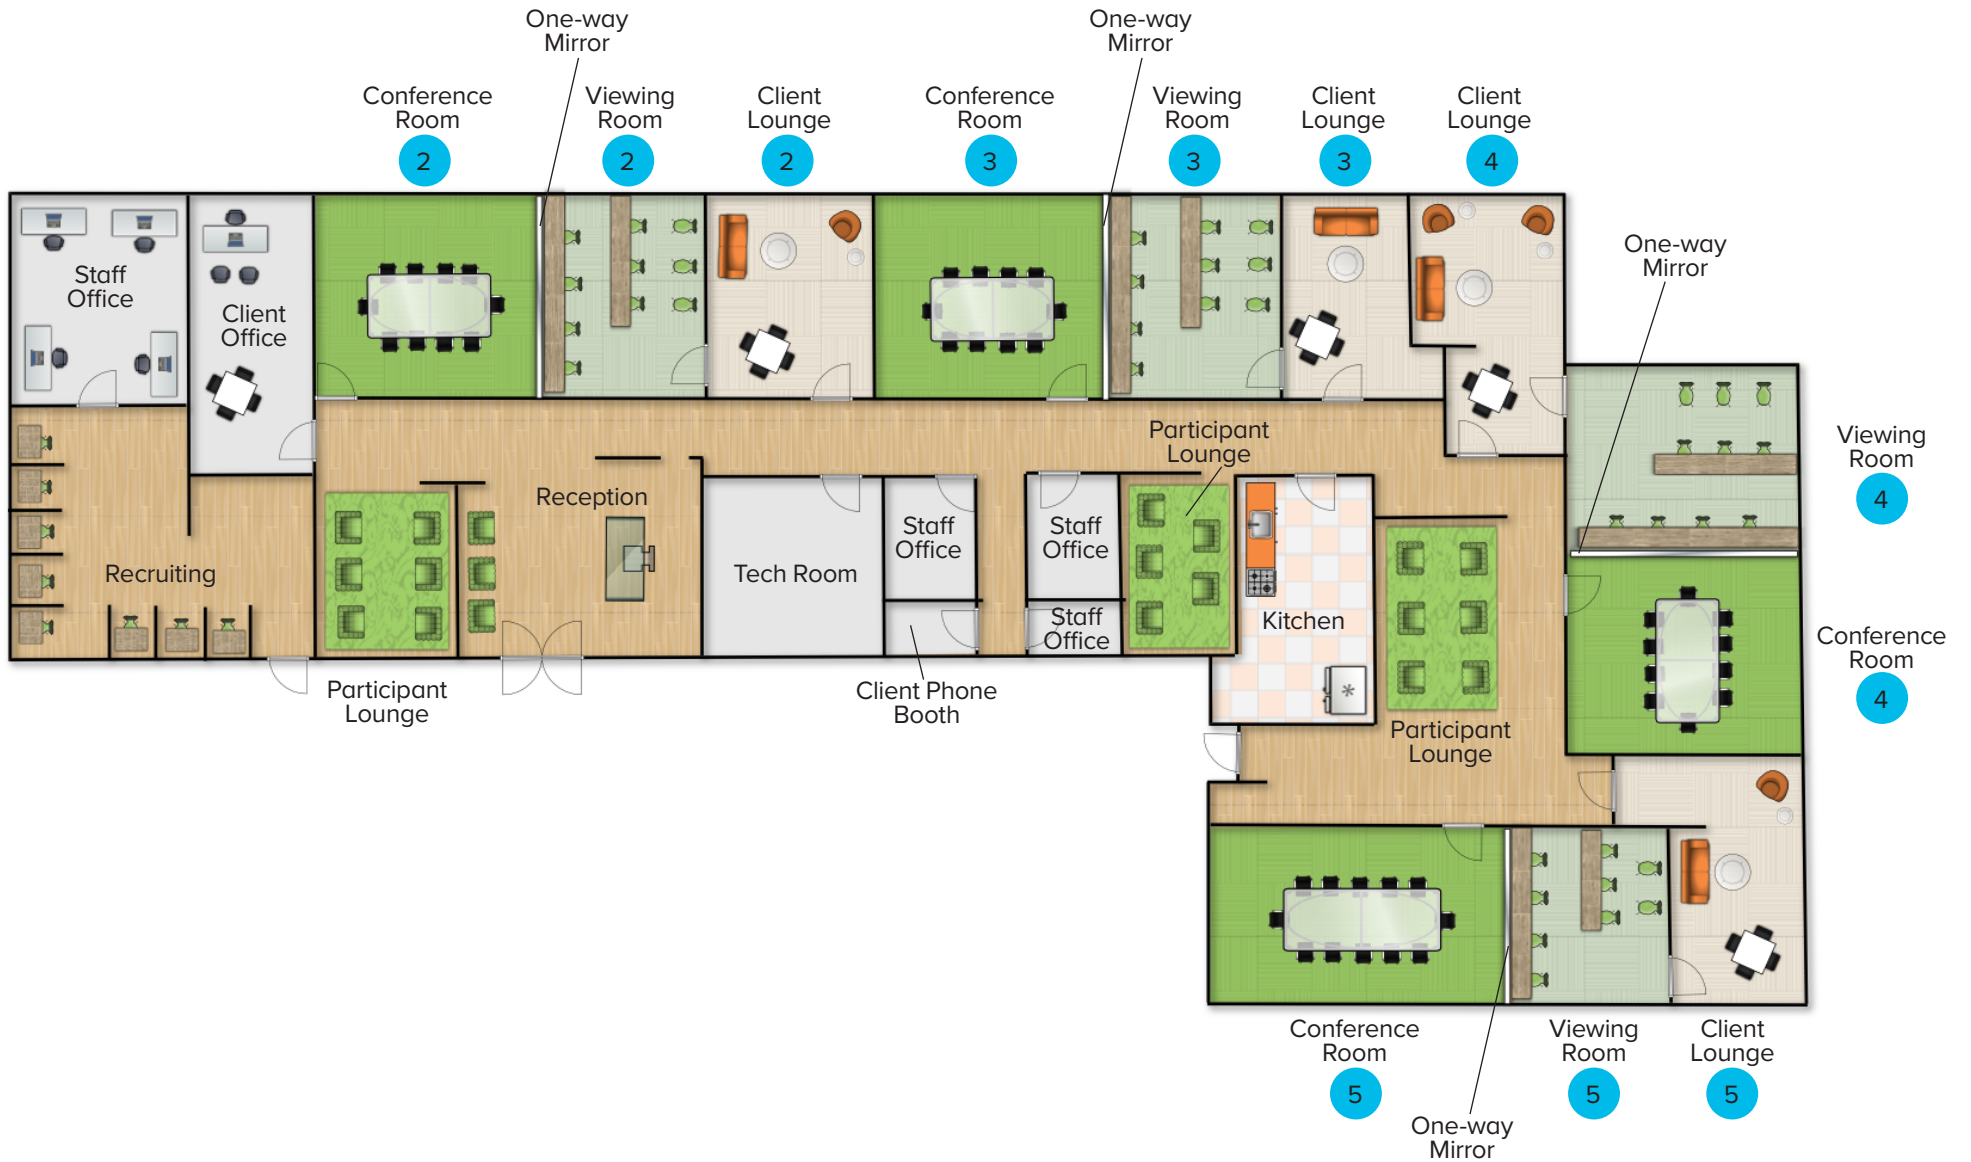 One-way
Mirror
One-way
Mirror
Conference
Room
2
Viewing
Room
2
Client
Lounge
2
Conference
Room
3
Viewing
Room
3
Client
Lounge
3
Client
Lounge
4
One-way
Mirror
Staff
Office
Client
Office
Participant
Lounge
Viewing
Room
4
Reception
Staff
Office
Staff
Office
Tech Room
Recruiting
Staff
Office
Kitchen
Conference
Room
4
Participant
Lounge
Client Phone
Booth
Participant
Lounge
Conference
Room
5
Viewing
Room
5
Client
Lounge
5
One-way
Mirror